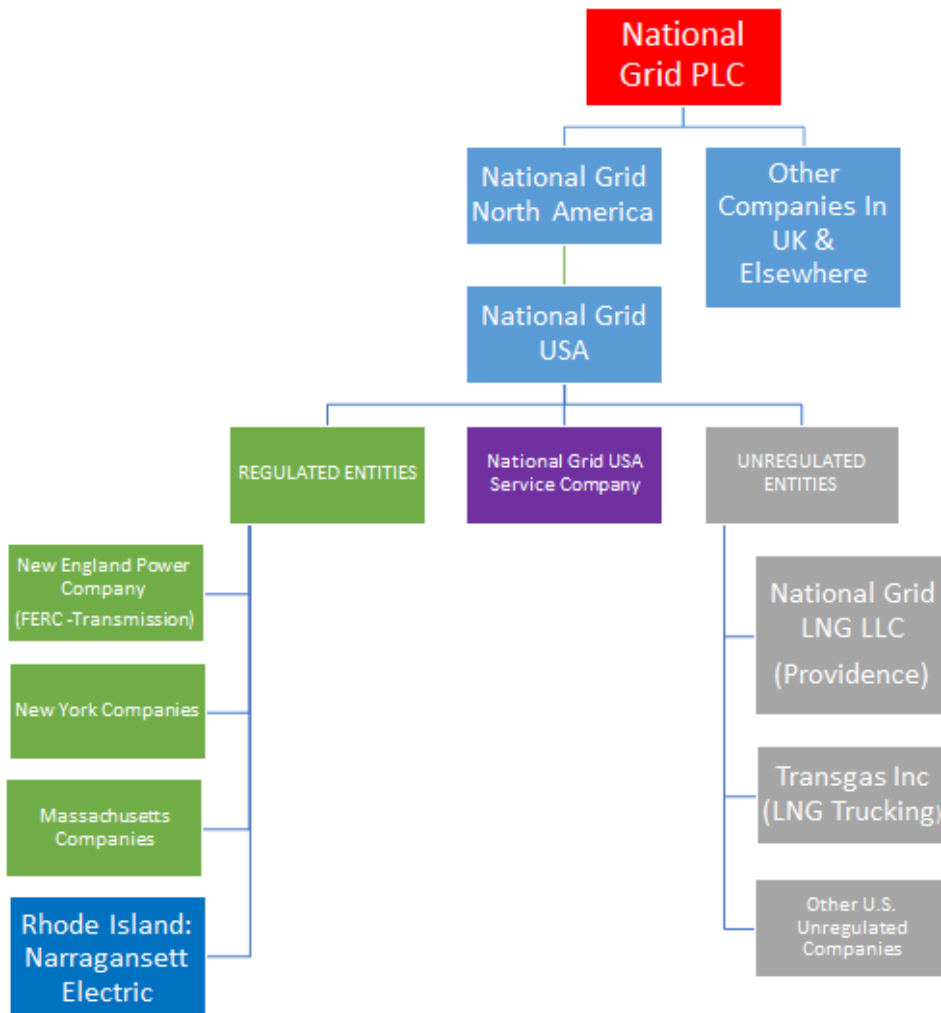 National
Grid PLC
National Grid
North America
Other
Companies In
UK &
Elsewhere
National Grid
USA
REGULATED ENTITIES
National Grid USA
Service Company
UNREGULATED
ENTITIES
New England Power
Company
(FERC -Transmission)
New York Companies
Massachusetts
Companies
Rhode Island:
Narragansett
Electric
National Grid
LNG LLC
(Providence)
Transgas Inc
(LNG Trucking)
Other U.S.
Unregulated
Companies